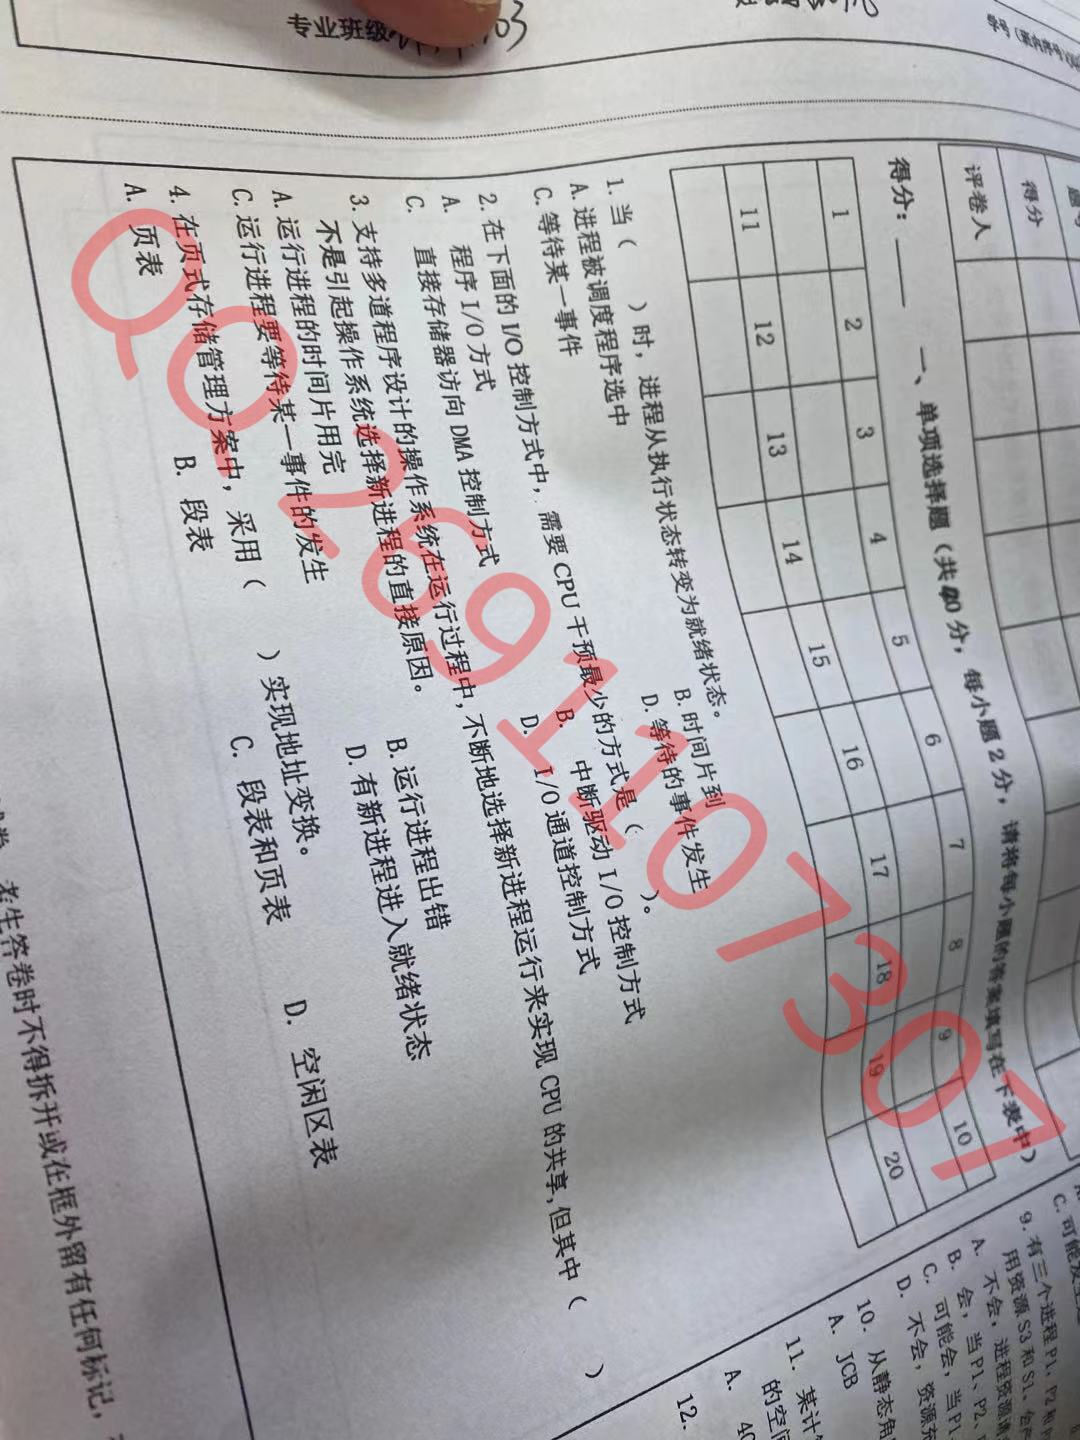 得分
评卷人
得分：
一、单项选择题（共40分，每小题2分，请将每小题的答案填写在下表中）
1 2 3 4 5 6 7 8 9 10
11 12 13 14 15 16 17 18 19 20
1.当（ ）时，进程从执行状态转变为就绪状态。
A.进程被调度程序选中 B.时间片到
C.等待某一事件 D.等待的事件发生
2.在下面的 I/O 控制方式中，需要 CPU 干预最少的方式是（ ）。
A. 程序 I/O 方式 B. 中断驱动 I/O 控制方式
C. 直接存储器访向 DMA 控制方式 D. I/O 通道控制方式
3.支持多道程序设计的操作系统在运行过程中,不断地选择新进程运行来实现 CPU 的共享,但其中（ ）
不是引起操作系统选择新进程的直接原因。
A.运行进程的时间片用完 B.运行进程出错
C.运行进程要等待某一事件的发生 D.有新进程进入就绪状态
4.在页式存储管理方案中，采用（ ）实现地址变换。
A. 页表 B. 段表 C. 段表和页表 D. 空闲区表
考生答卷时不得拆开或在框外留有任何标记，
C.可能发生
9.有三个进程P1，P2和
用资源S3和S1。会产
A. 不会，进程资源请
B. 会，当P1、P2、
C. 可能会，当P1
D. 不会，资源充
10. 从静态角
A. JCB
11. 某计
的空间
A. 40
12.
专业班级
QQ 2691107307